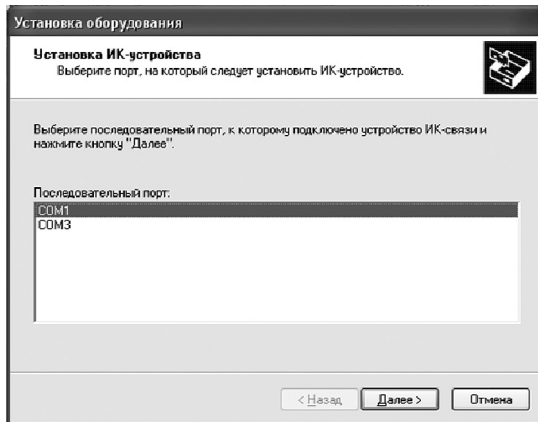 Установка оборудования
Установка ИК-устройства
Выберите порт, на который следует установить ИК-устройство.
Выберите последовательный порт, к которому подключено устройство ИК-связи и
нажмите кнопку "Далее".
Последовательный порт:
COM1
COM3
< Назад
Далее >
Отмена